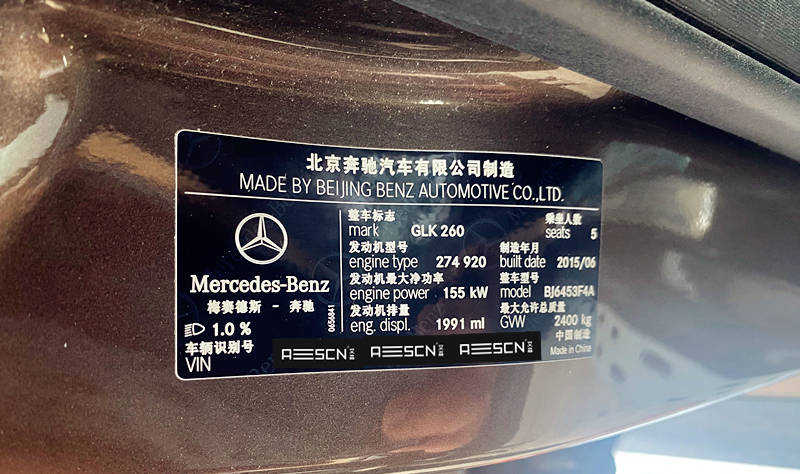 北京奔驰汽车有限公司制造
MADE BY BEIJING BENZ AUTOMOTIVE CO.,LTD.
Mercedes-Benz
梅赛德斯 - 奔驰
1.0 %
车辆识别号
VIN
0656841
整车标志
mark GLK 260
乘坐人数
seats 5
发动机型号
engine type 274 920
制造年月
built date 2015/06
发动机最大净功率
engine power 155 kW
整车型号
model BJ6453F4A
发动机排量
eng. displ. 1991 ml
最大允许总质量
GVW 2400 kg
中国制造
Made in China
AESCN AESCN AESCN